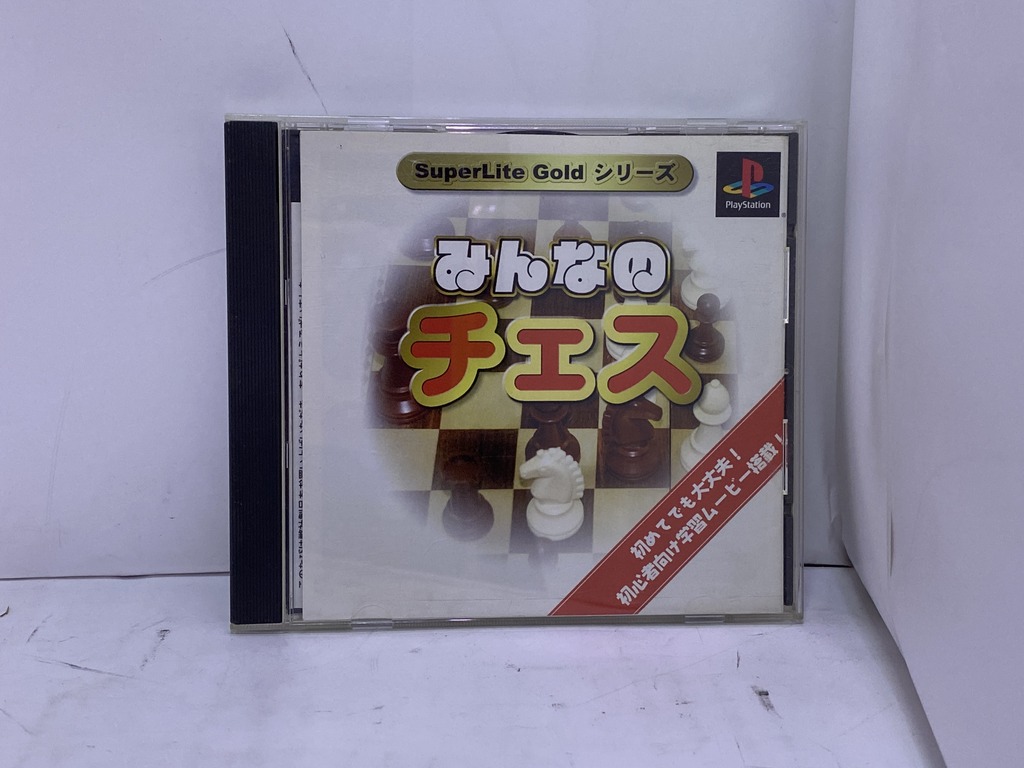 SuperLite Gold シリーズ
PlayStation
みんなの
チェス
初めてでも大丈夫！
初心者向け学習ムービー搭載！